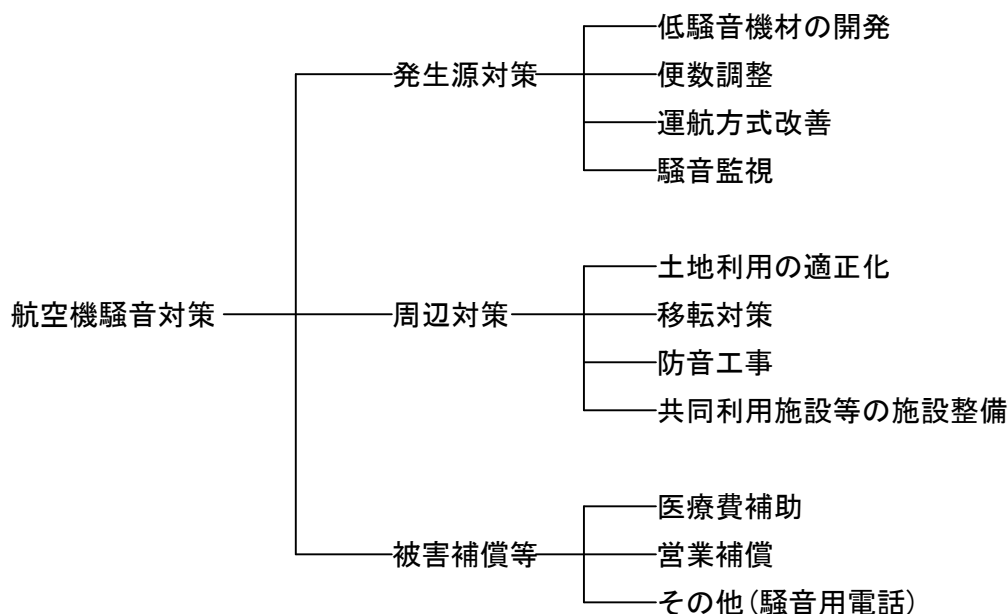 航空機騒音対策
発生源対策
低騒音機材の開発
便数調整
運航方式改善
騒音監視
周辺対策
土地利用の適正化
移転対策
防音工事
共同利用施設等の施設整備
被害補償等
医療費補助
営業補償
その他(騒音用電話)